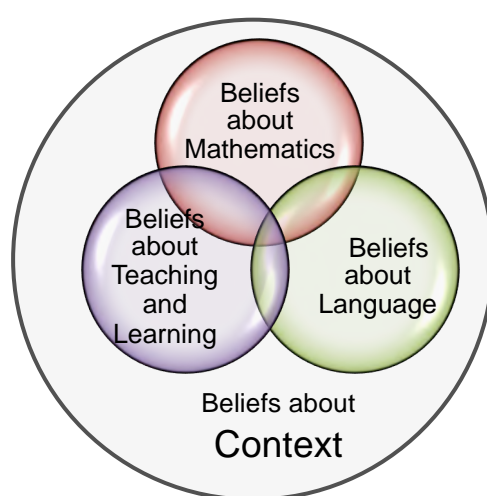 Beliefs
about
Mathematics
Beliefs
about
Teaching
and
Learning
Beliefs
about
Language
Beliefs about
Context